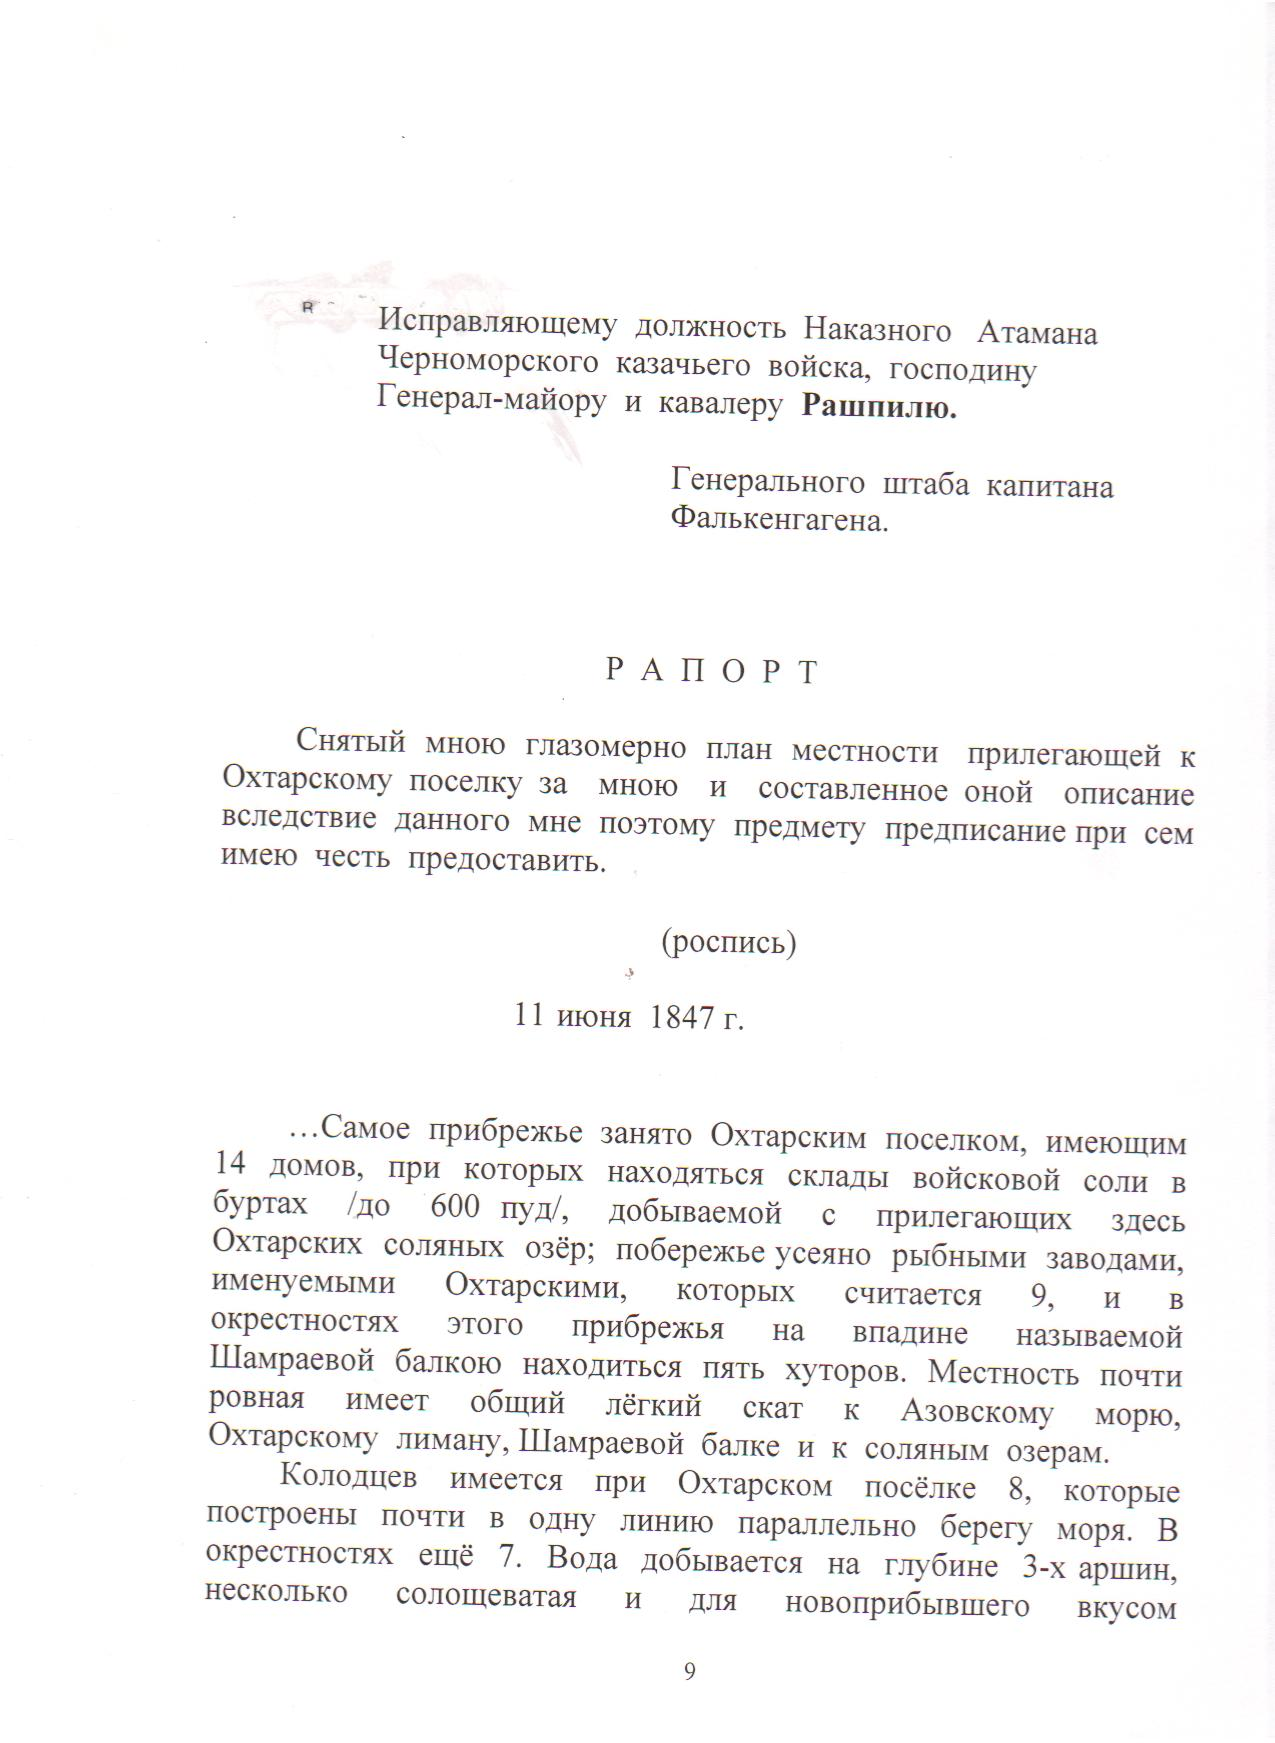 Исправляющему должность Наказного Атамана
Черноморского казачьего войска, господину
Генерал-майору и кавалеру Рашпилю.
Генерального штаба капитана
Фалькенгагена.
Р А П О Р Т
Снятый мною глазомерно план местности прилегающей к
Охтарскому поселку за мною и составленное оной описание
вследствие данного мне поэтому предмету предписание при сем
имею честь предоставить.
(роспись)
11 июня 1847 г.
...Самое прибрежье занято Охтарским поселком, имеющим
14 домов, при которых находяться склады войсковой соли в
буртах /до 600 пуд/, добываемой с прилегающих здесь
Охтарских соляных озёр; побережье усеяно рыбными заводами,
именуемыми Охтарскими, которых считается 9, и в
окрестностях этого прибрежья на впадине называемой
Шамраевой балкою находиться пять хуторов. Местность почти
ровная имеет общий лёгкий скат к Азовскому морю,
Охтарскому лиману, Шамраевой балке и к соляным озерам.
Колодцев имеется при Охтарском посёлке 8, которые
построены почти в одну линию параллельно берегу моря. В
окрестностях ещё 7. Вода добывается на глубине 3-х аршин,
несколько солощеватая и для новоприбывшего вкусом
9